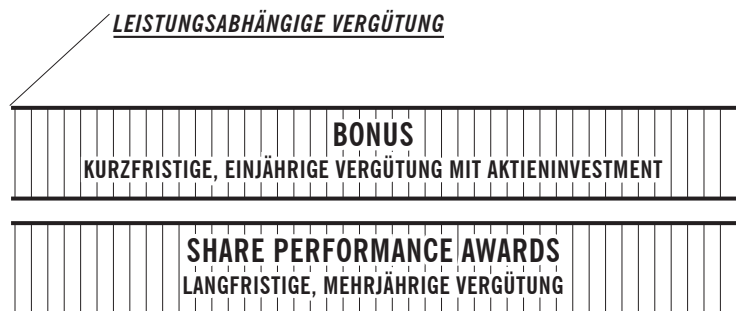 LEISTUNGSABHÄNGIGE VERGÜTUNG
BONUS
KURZFRISTIGE, EINJÄHRIGE VERGÜTUNG MIT AKTIENINVESTMENT
SHARE PERFORMANCE AWARDS
LANGFRISTIGE, MEHRJÄHRIGE VERGÜTUNG